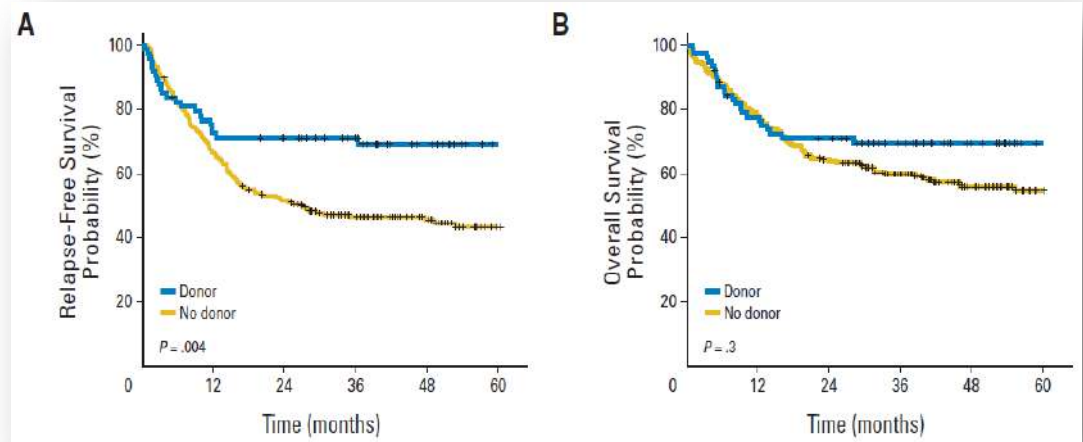 A
Relapse-Free Survival
Probability (%)
100
80
60
40
20
0
12
24
36
48
60
Donor
No donor
P = .004
Time (months)
B
Overall Survival
Probability (%)
100
80
60
40
20
0
12
24
36
48
60
Donor
No donor
P = .3
Time (months)